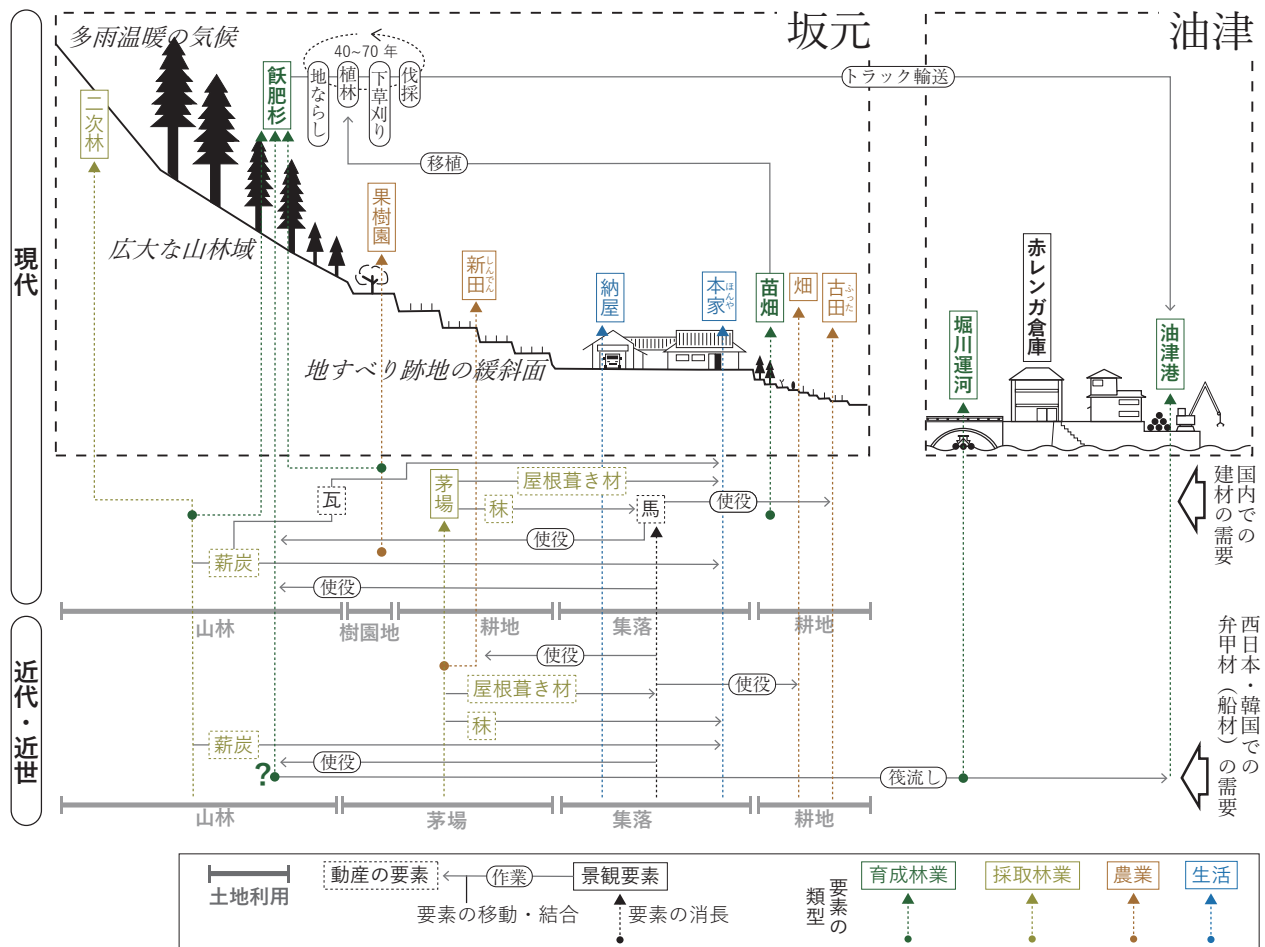 坂元
油津
多雨温暖の気候
40~70 年
飫肥杉
地ならし
植林
下草刈り
伐採
トラック輸送
二次林
移植
果樹園
広大な山林域
新田
しんでん
納屋
本家
ほんや
苗畑
畑
古田
ふった
赤レンガ倉庫
堀川運河
油津港
地すべり跡地の緩斜面
現代
瓦
茅場
屋根葺き材
秣
馬
使役
使役
薪炭
使役
国内での
建材の需要
山林
樹園地
耕地
集落
耕地
近代・近世
使役
屋根葺き材
使役
秣
薪炭
使役
?
筏流し
西日本・韓国での
弁甲材(船材)の需要
山林
茅場
集落
耕地
土地利用
動産の要素
作業
景観要素
要素の移動・結合
要素の消長
要素の
類型
育成林業
採取林業
農業
生活